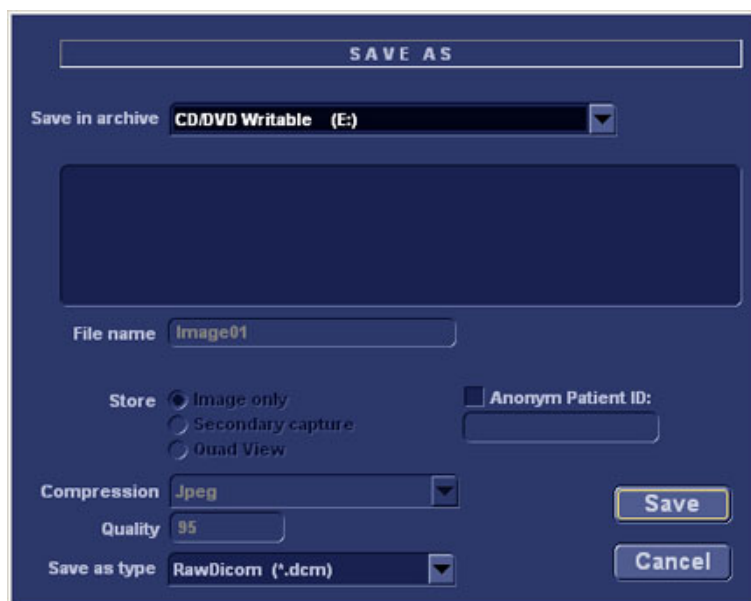 SAVE AS
Save in archive CD/DVD Writable (E:)
File name Image01
Store Image only
Anonym Patient ID:
Secondary capture
Quad View
Compression Jpeg
Save
Quality 95
Save as type RawDicom (*.dcm)
Cancel